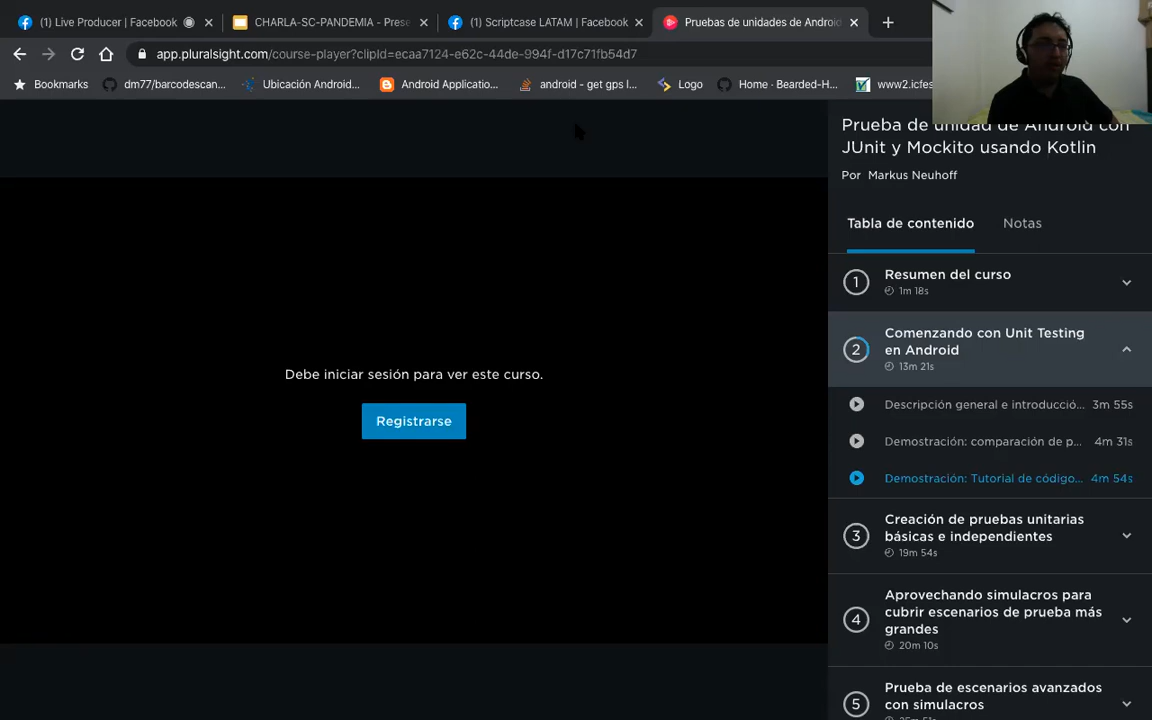 (1) Live Producer | Facebook
CHARLA-SC-PANDEMIA - Prese
(1) Scriptcase LATAM | Facebook
Pruebas de unidades de Android
app.pluralsight.com/course-player?clipId=ecaa7124-e62c-44de-994f-d17c71fb54d7
Bookmarks
dm77/barcodescan...
Ubicación Android...
Android Applicatio...
android - get gps l...
Logo
Home · Bearded-H...
www2.icfes
Debe iniciar sesión para ver este curso.
Registrarse
Prueba de unidad de Android con
JUnit y Mockito usando Kotlin
Por Markus Neuhoff
Tabla de contenido
Notas
1
Resumen del curso
1m 18s
2
Comenzando con Unit Testing
en Android
13m 21s
Descripción general e introducció... 3m 55s
Demostración: comparación de p... 4m 31s
Demostración: Tutorial de código... 4m 54s
3
Creación de pruebas unitarias
básicas e independientes
19m 54s
4
Aprovechando simulacros para
cubrir escenarios de prueba más
grandes
20m 10s
5
Prueba de escenarios avanzados
con simulacros